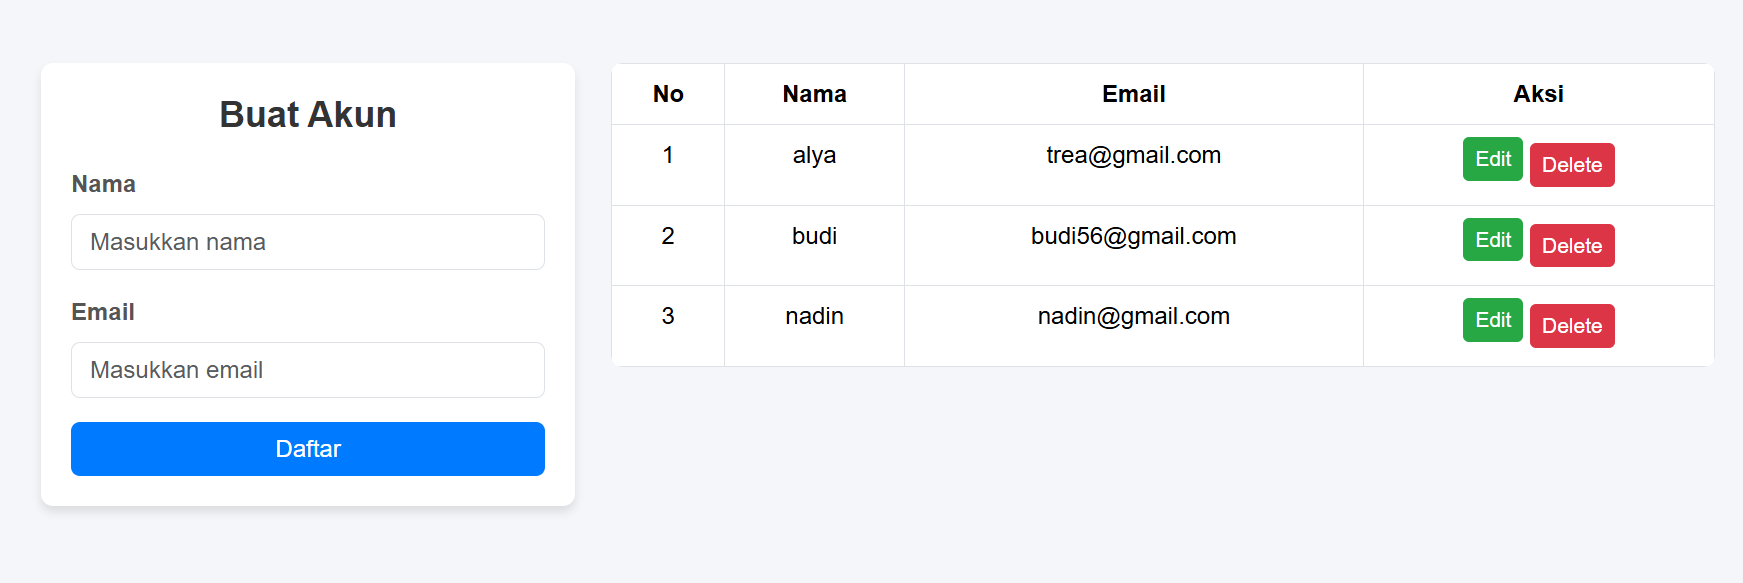 Buat Akun
Nama
Masukkan nama
Email
Masukkan email
Daftar
No Nama Email Aksi
1 alya trea@gmail.com Edit Delete
2 budi budi56@gmail.com Edit Delete
3 nadin nadin@gmail.com Edit Delete